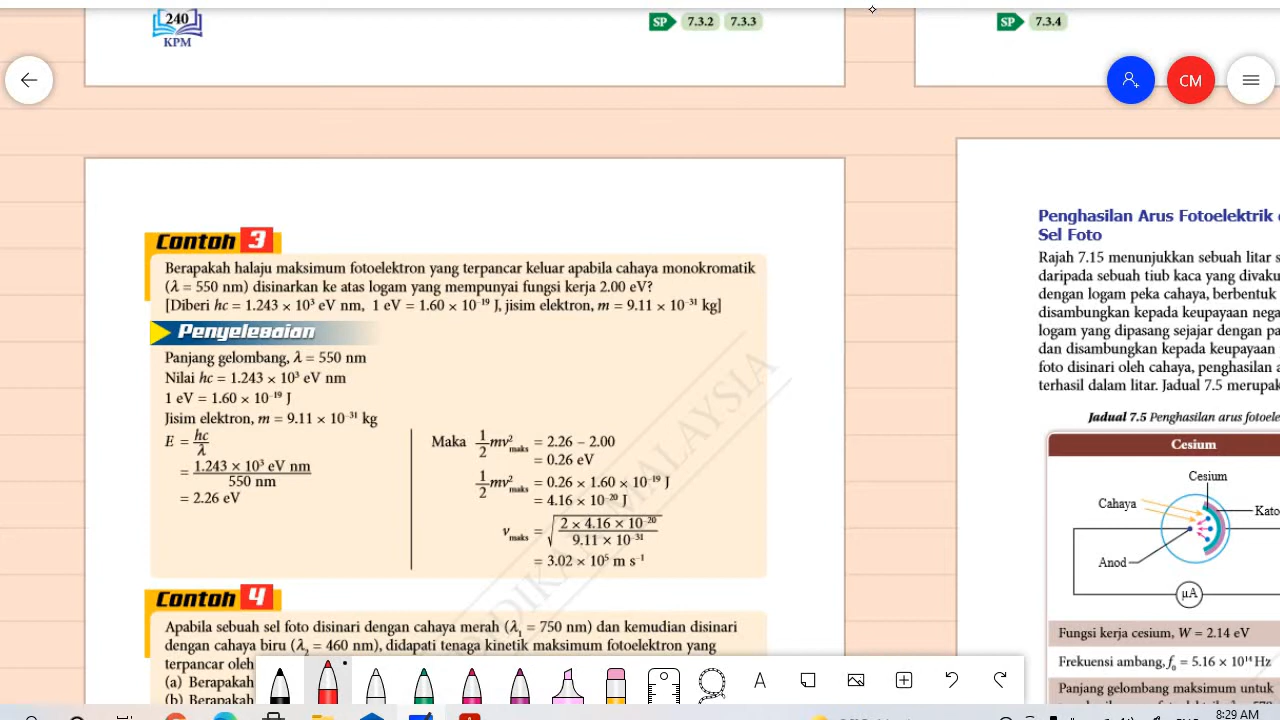 240
KPM
SP 7.3.2 7.3.3
SP 7.3.4
CM
Contoh 3
Berapakah halaju maksimum fotoelektron yang terpancar keluar apabila cahaya monokromatik
(λ = 550 nm) disinarkan ke atas logam yang mempunyai fungsi kerja 2.00 eV?
[Diberi hc = 1.243 × 10³ eV nm, 1 eV = 1.60 × 10⁻¹⁹ J, jisim elektron, m = 9.11 × 10⁻³¹ kg]
Penyelesaian
Panjang gelombang, λ = 550 nm
Nilai hc = 1.243 × 10³ eV nm
1 eV = 1.60 × 10⁻¹⁹ J
Jisim elektron, m = 9.11 × 10⁻³¹ kg
E = hc/λ
= 1.243 × 10³ eV nm / 550 nm
= 2.26 eV
Maka 1/2 mv²maks = 2.26 – 2.00
= 0.26 eV
1/2 mv²maks = 0.26 × 1.60 × 10⁻¹⁹ J
= 4.16 × 10⁻²⁰ J
vmaks = √(2 × 4.16 × 10⁻²⁰ / 9.11 × 10⁻³¹)
= 3.02 × 10⁵ m s⁻¹
Contoh 4
Apabila sebuah sel foto disinari dengan cahaya merah (λ₁ = 750 nm) dan kemudian disinari
dengan cahaya biru (λ₂ = 460 nm), didapati tenaga kinetik maksimum fotoelektron yang
terpancar oleh
(a) Berapakah
(b) Berapakah
MALAYSIA
Penghasilan Arus Fotoelektrik
Sel Foto
Rajah 7.15 menunjukkan sebuah litar
daripada sebuah tiub kaca yang divaku
dengan logam peka cahaya, berbentuk
disambungkan kepada keupayaan nega
logam yang dipasang sejajar dengan pa
dan disambungkan kepada keupayaan
foto disinari oleh cahaya, penghasilan a
terhasil dalam litar. Jadual 7.5 merupak
Jadual 7.5 Penghasilan arus fotoele
Cesium
Cesium
Cahaya
Kato
Anod
μA
Fungsi kerja cesium, W = 2.14 eV
Frekuensi ambang, f₀ = 5.16 × 10¹⁴ Hz
Panjang gelombang maksimum untuk
A
8:29 AM